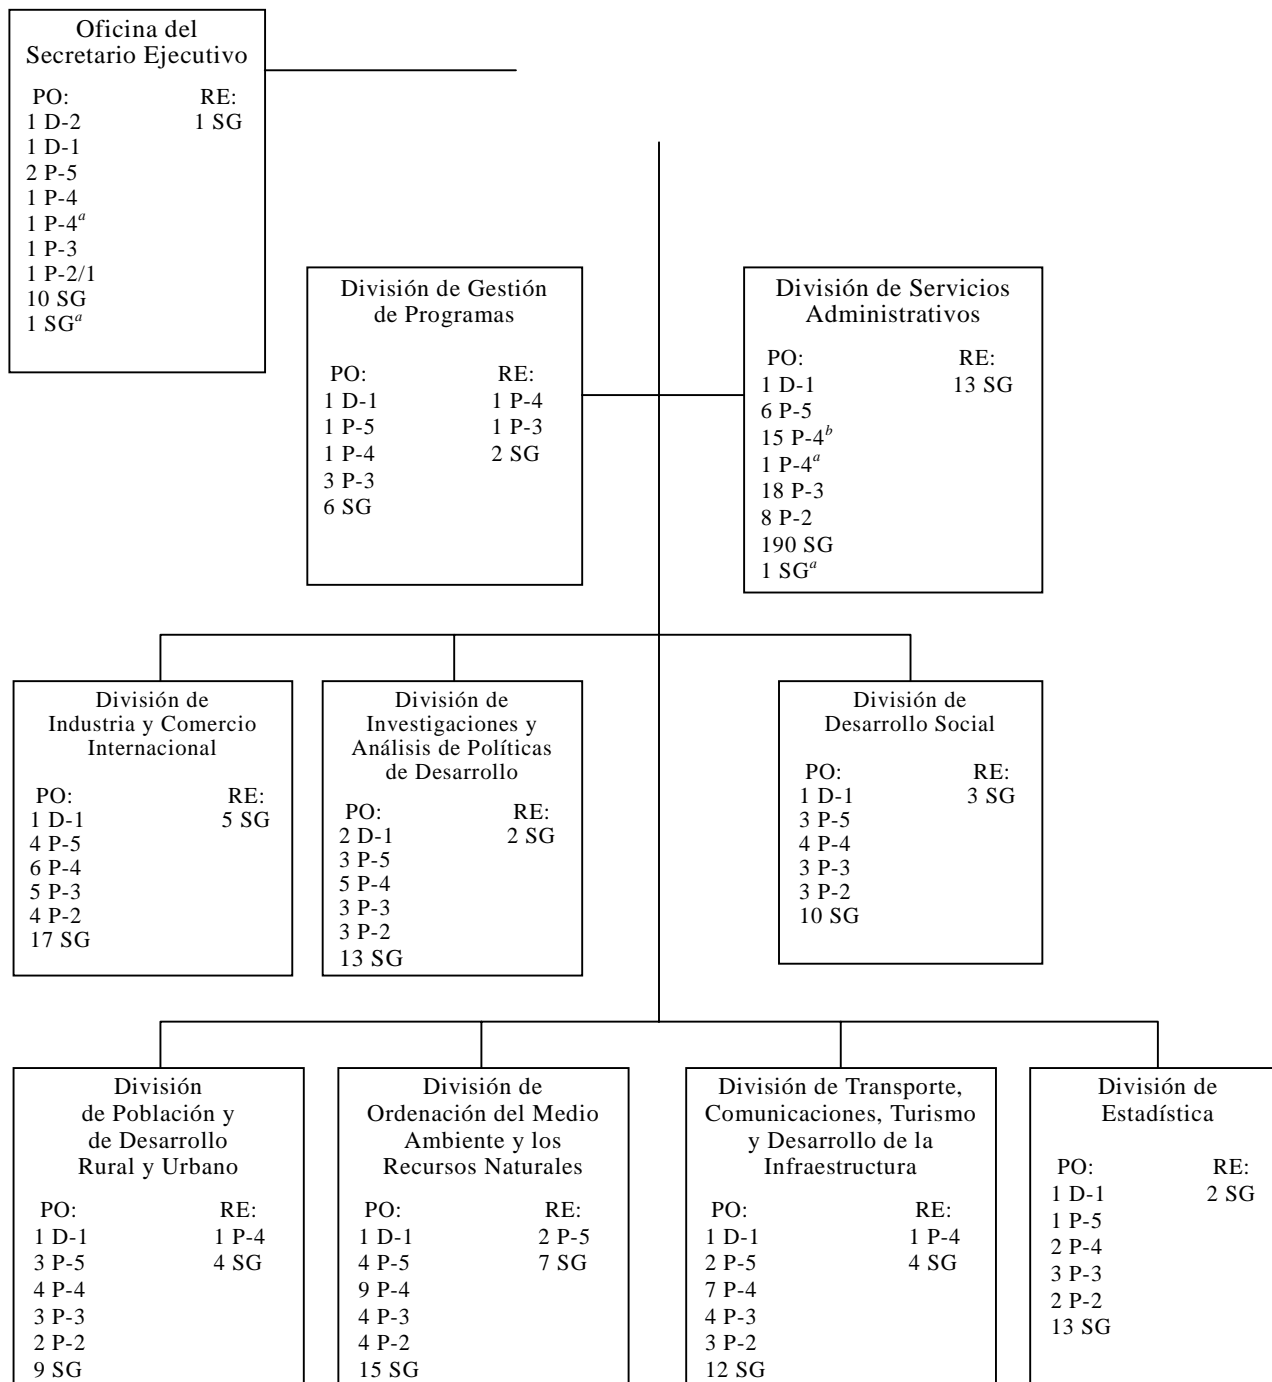 Oficina del
Secretario Ejecutivo
PO: RE:
1 D-2 1 SG
1 D-1
2 P-5
1 P-4
1 P-4a
1 P-3
1 P-2/1
10 SG
1 SGa
División de Gestión
de Programas
PO: RE:
1 D-1 1 P-4
1 P-5 1 P-3
1 P-4 2 SG
3 P-3
6 SG
División de Servicios
Administrativos
PO: RE:
1 D-1 13 SG
6 P-5
15 P-4b
1 P-4a
18 P-3
8 P-2
190 SG
1 SGa
División de
Industria y Comercio
Internacional
PO: RE:
1 D-1 5 SG
4 P-5
6 P-4
5 P-3
4 P-2
17 SG
División de
Investigaciones y
Análisis de Políticas
de Desarrollo
PO: RE:
2 D-1 2 SG
3 P-5
5 P-4
3 P-3
3 P-2
13 SG
División de
Desarrollo Social
PO: RE:
1 D-1 3 SG
3 P-5
4 P-4
3 P-3
3 P-2
10 SG
División
de Población y
de Desarrollo
Rural y Urbano
PO: RE:
1 D-1 1 P-4
3 P-5 4 SG
4 P-4
3 P-3
2 P-2
9 SG
División de
Ordenación del Medio
Ambiente y los
Recursos Naturales
PO: RE:
1 D-1 2 P-5
4 P-5 7 SG
9 P-4
4 P-3
4 P-2
15 SG
División de Transporte,
Comunicaciones, Turismo
y Desarrollo de la
Infraestructura
PO: RE:
1 D-1 1 P-4
2 P-5 4 SG
7 P-4
4 P-3
3 P-2
12 SG
División de
Estadística
PO: RE:
1 D-1 2 SG
1 P-5
2 P-4
3 P-3
2 P-2
13 SG